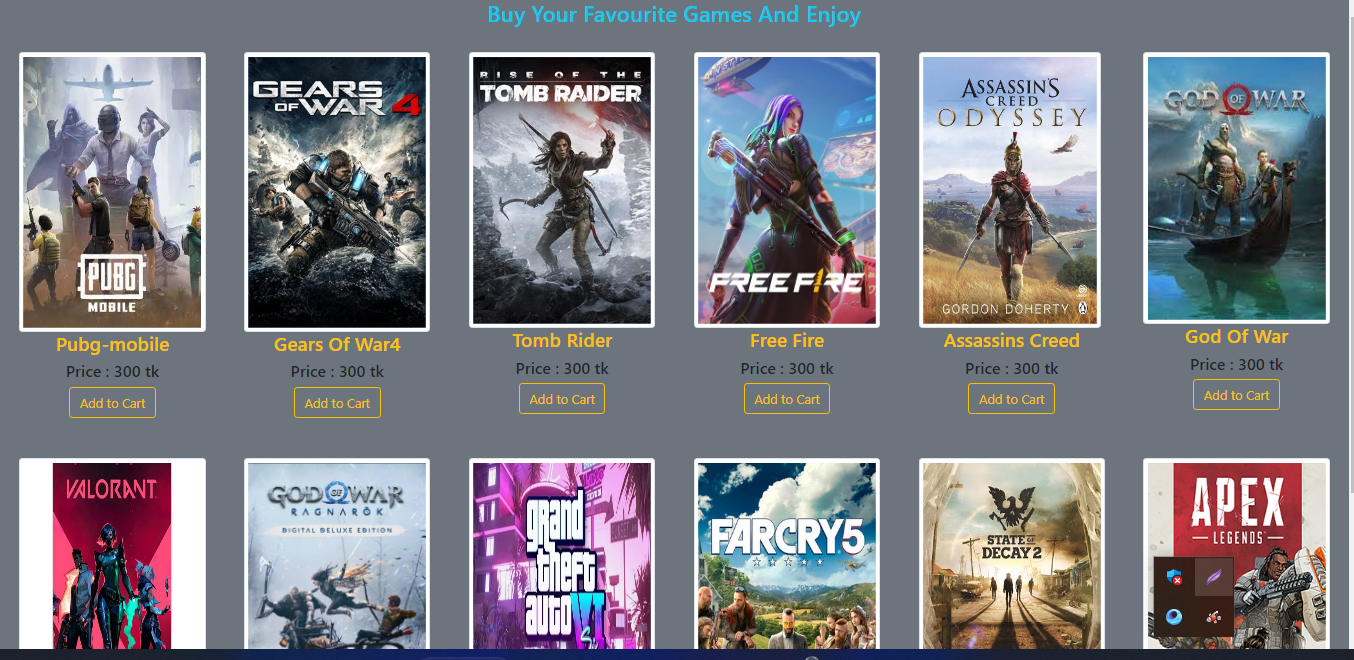 Buy Your Favourite Games And Enjoy
PUBG
MOBILE
Pubg-mobile
Price : 300 tk
Add to Cart
GEARS
OF WAR 4
Gears Of War4
Price : 300 tk
Add to Cart
RISE OF THE
TOMB RAIDER
Tomb Rider
Price : 300 tk
Add to Cart
FREE FIRE
Free Fire
Price : 300 tk
Add to Cart
ASSASSIN'S
CREED
ODYSSEY
GORDON DOHERTY
Assassins Creed
Price : 300 tk
Add to Cart
GOD OF WAR
God Of War
Price : 300 tk
Add to Cart
VALORANT
GOD OF WAR
RAGNARÖK
DIGITAL DELUXE EDITION
grand
theft
auto VI
FARCRY5
STATE OF
DECAY 2
APEX
LEGENDS